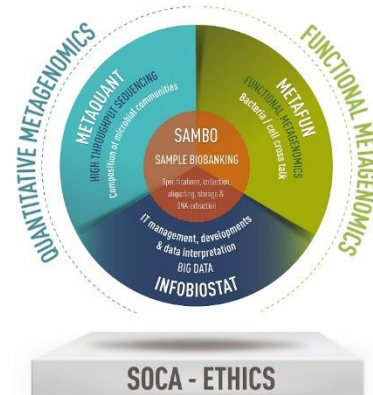 QUANTITATIVE METAGENOMICS
METAQUANT
HIGH THROUGHPUT SEQUENCING
Composition of microbial communities
FUNCTIONAL METAGENOMICS
METAFUN
FUNCTIONAL METAGENOMICS
Bacteria / cell cross talk
SAMBO
SAMPLE BIOBANKING
Specifications, collection,
aliquoting, storage &
DNA extraction
IT management, developments
& data interpretation
BIG DATA
INFOBIOSTAT
SOCA - ETHICS